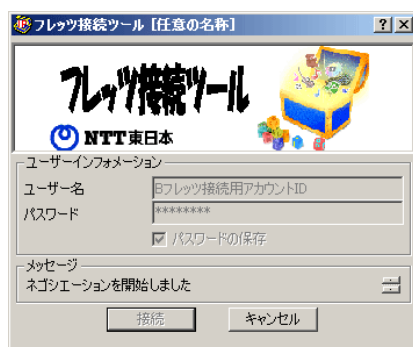 フレッツ接続ツール [任意の名称]
フレッツ接続ツール
NTT東日本
ユーザーインフォメーション
ユーザー名 Bフレッツ接続用アカウントID
パスワード ********
パスワードの保存
メッセージ
ネゴシエーションを開始しました
接続 キャンセル